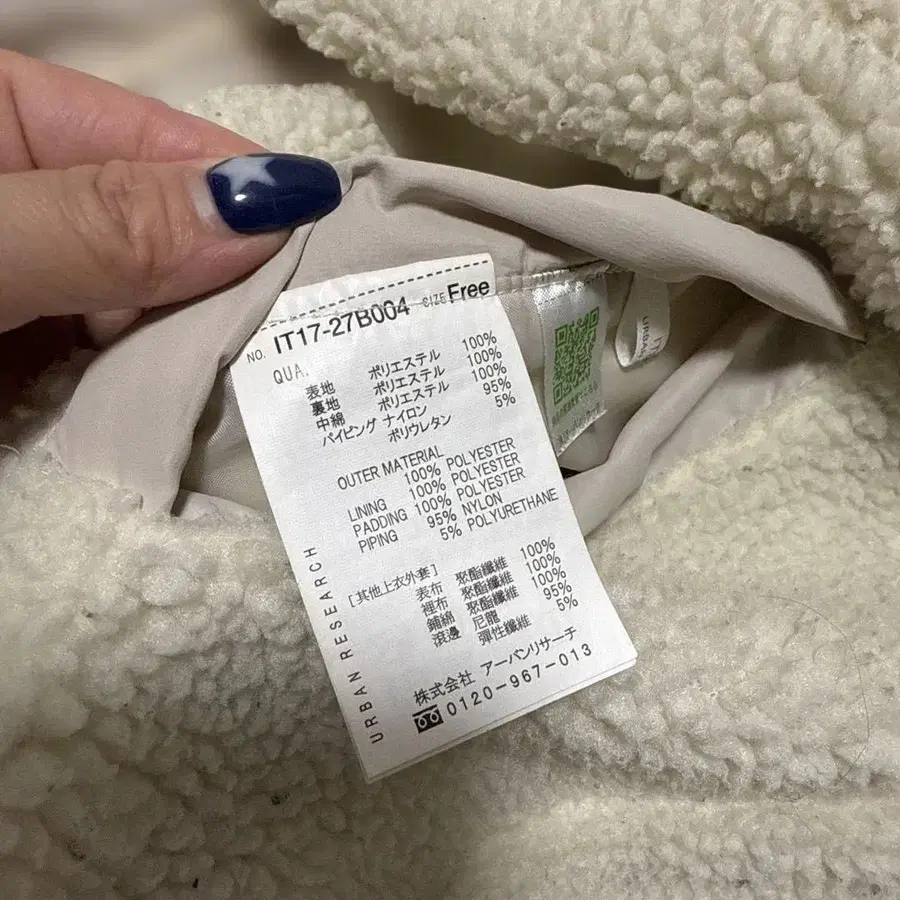 NO. IT17-27B004 SIZE Free
QUA.
表地 ポリエステル 100%
裏地 ポリエステル 100%
中綿 ポリエステル 100%
パイピング ナイロン 95%
ポリウレタン 5%
OUTER MATERIAL
100% POLYESTER
LINING 100% POLYESTER
PADDING 100% POLYESTER
PIPING 95% NYLON
5% POLYURETHANE
[其他上衣外套]
表布 聚酯纖維 100%
裡布 聚酯纖維 100%
鋪綿 聚酯纖維 100%
滾邊 尼龍 95%
彈性纖維 5%
株式会社 アーバンリサーチ
0120-967-013
URBAN RESEARCH